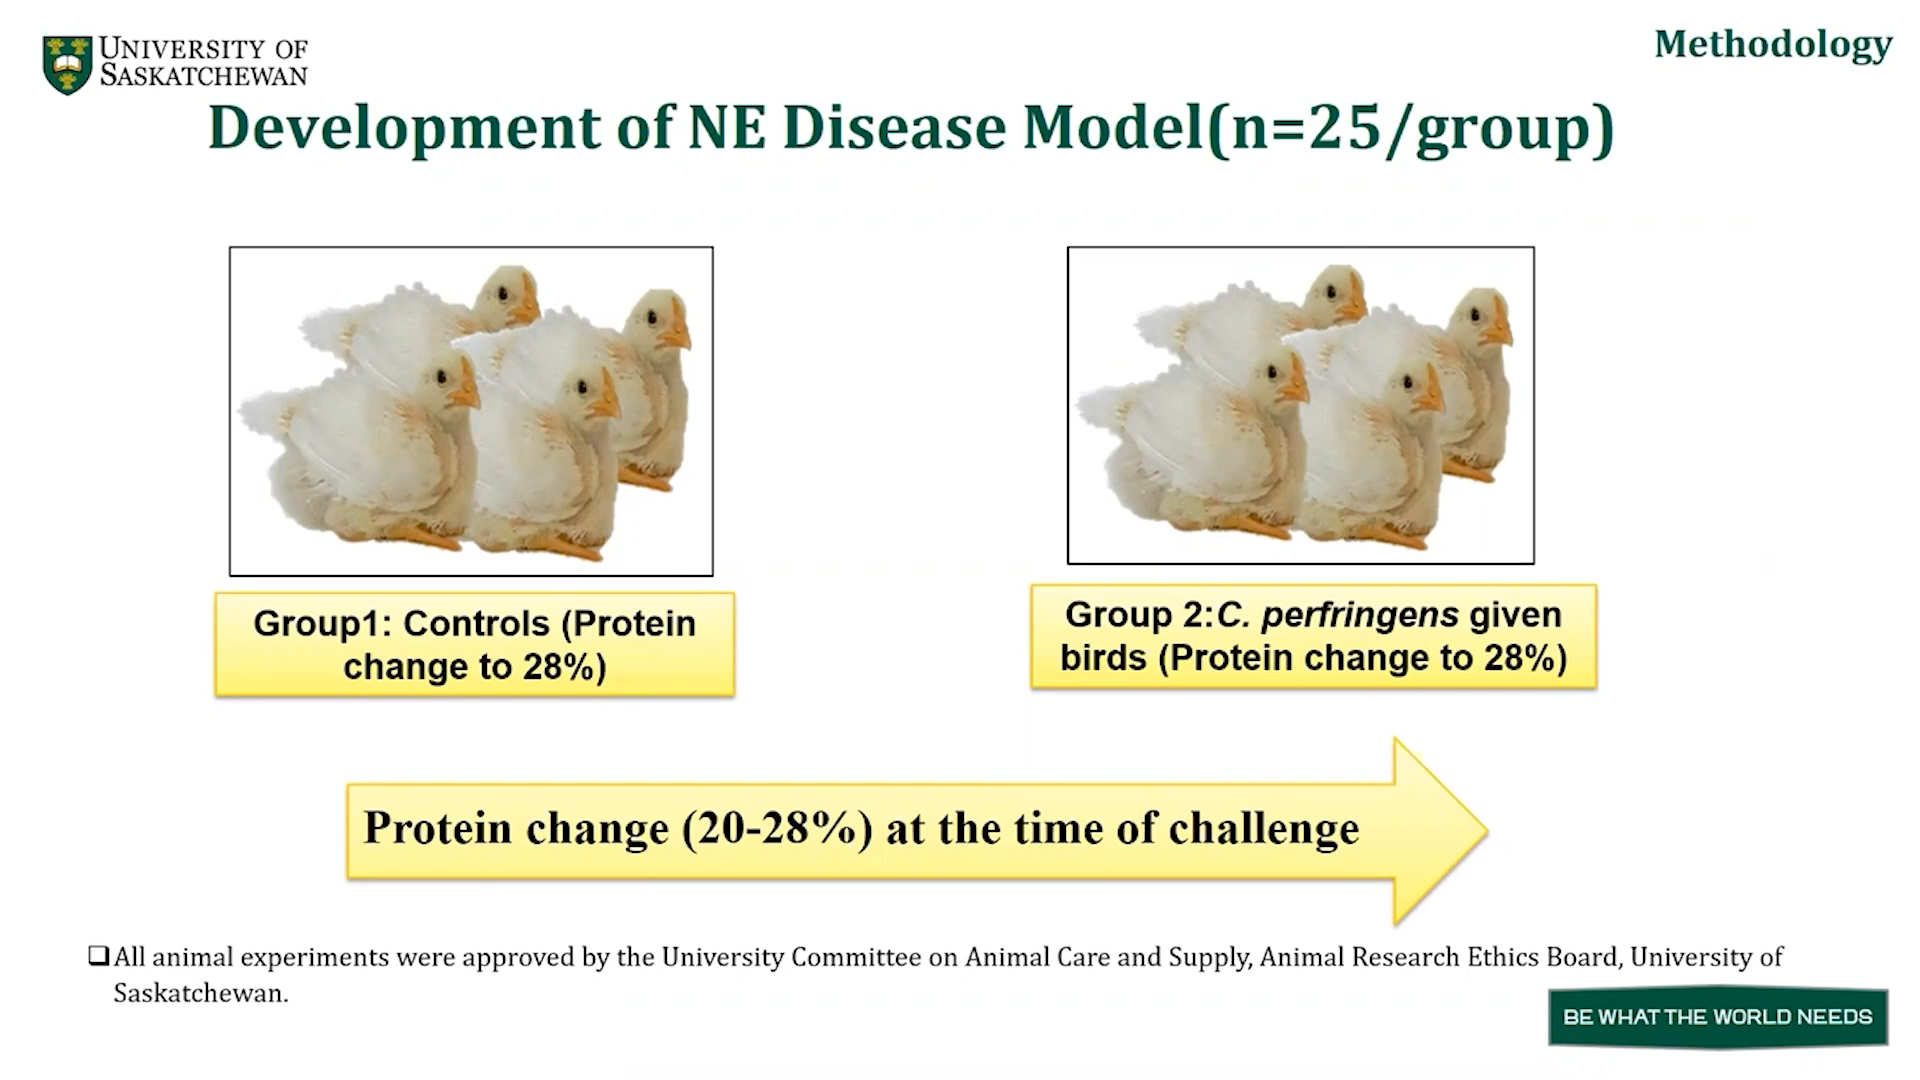 UNIVERSITY OF
SASKATCHEWAN
Methodology
Development of NE Disease Model(n=25/group)
Group1: Controls (Protein
change to 28%)
Group 2:C. perfringens given
birds (Protein change to 28%)
Protein change (20-28%) at the time of challenge
❑All animal experiments were approved by the University Committee on Animal Care and Supply, Animal Research Ethics Board, University of
Saskatchewan.
BE WHAT THE WORLD NEEDS